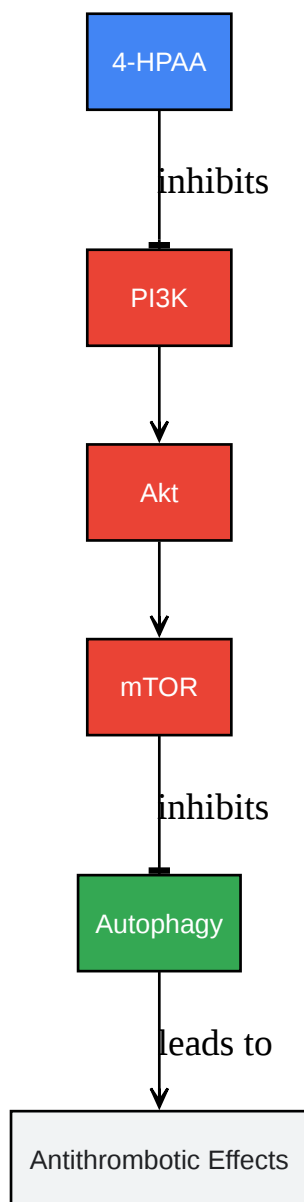 4-HPAA
inhibits
PI3K
Akt
mTOR
inhibits
Autophagy
leads to
Antithrombotic Effects